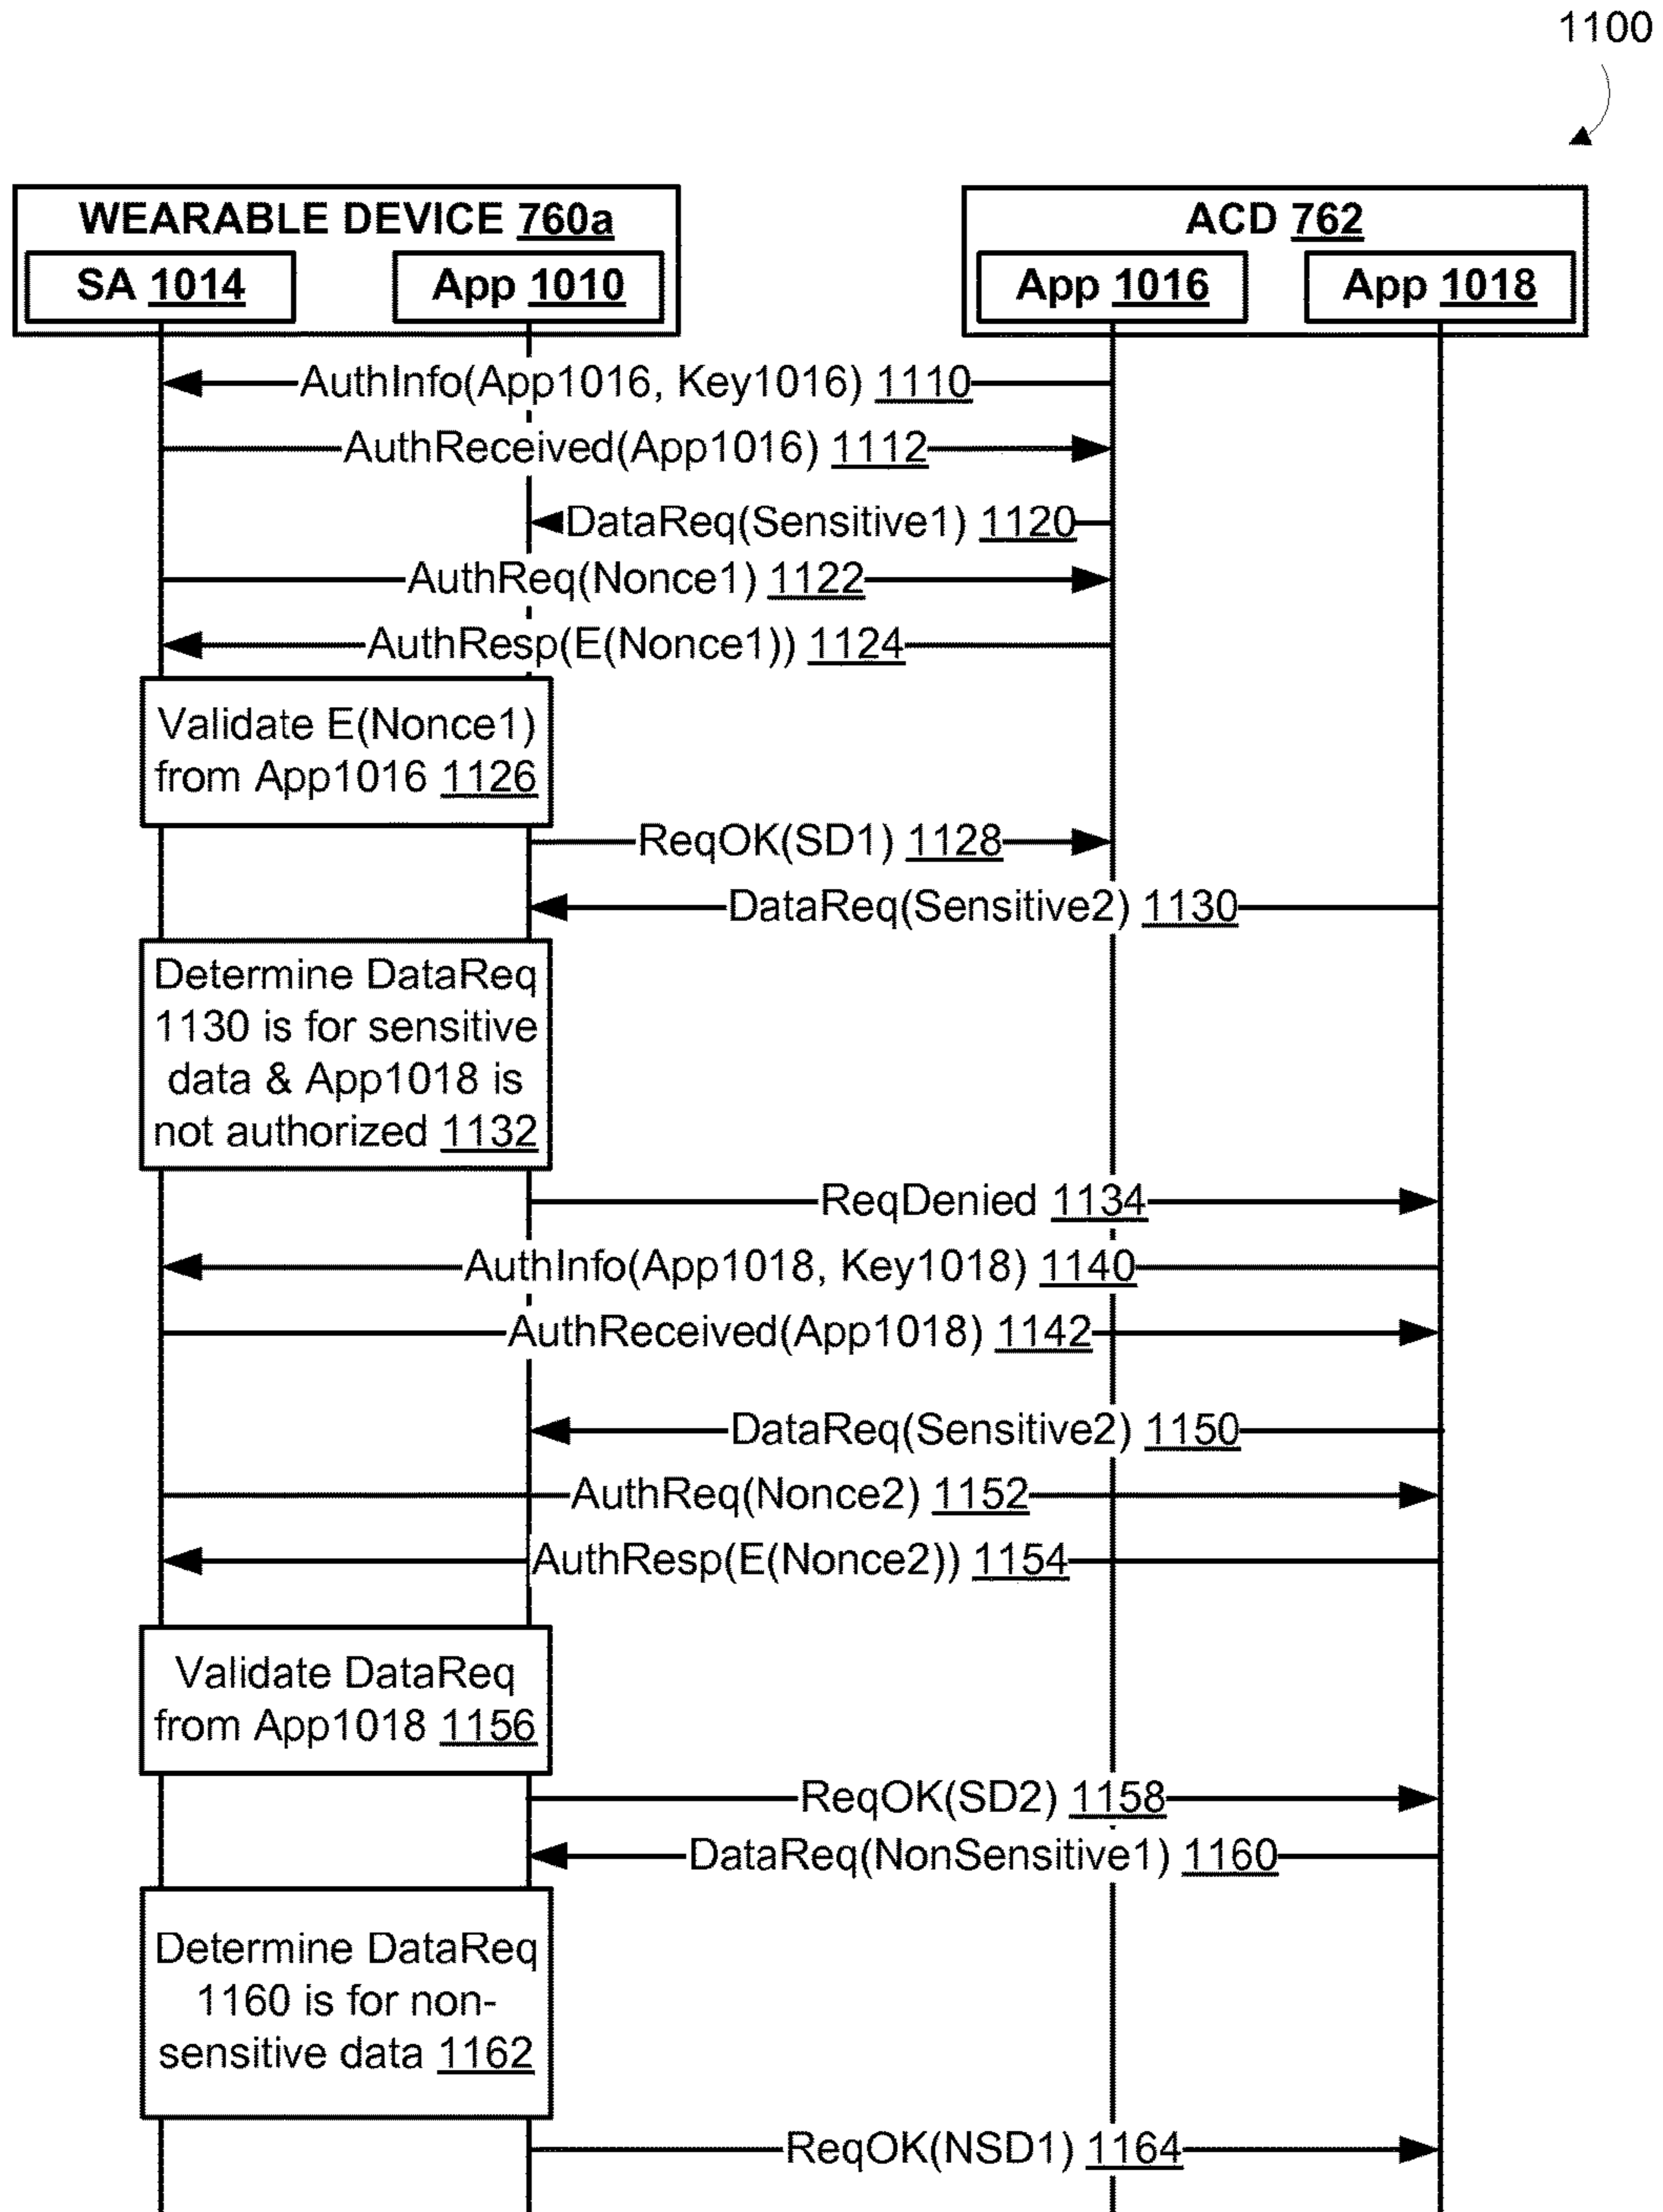 1100
WEARABLE DEVICE 760a
ACD 762
SA 1014
App 1010
App 1016
App 1018
AuthInfo(App1016, Key1016) 1110
AuthReceived(App1016) 1112
DataReq(Sensitive1) 1120
AuthReq(Nonce1) 1122
AuthResp(E(Nonce1)) 1124
Validate E(Nonce1)
from App1016 1126
ReqOK(SD1) 1128
DataReq(Sensitive2) 1130
Determine DataReq
1130 is for sensitive
data & App1018 is
not authorized 1132
ReqDenied 1134
AuthInfo(App1018, Key1018) 1140
AuthReceived(App1018) 1142
DataReq(Sensitive2) 1150
AuthReq(Nonce2) 1152
AuthResp(E(Nonce2)) 1154
Validate DataReq
from App1018 1156
ReqOK(SD2) 1158
DataReq(NonSensitive1) 1160
Determine DataReq
1160 is for non-
sensitive data 1162
ReqOK(NSD1) 1164